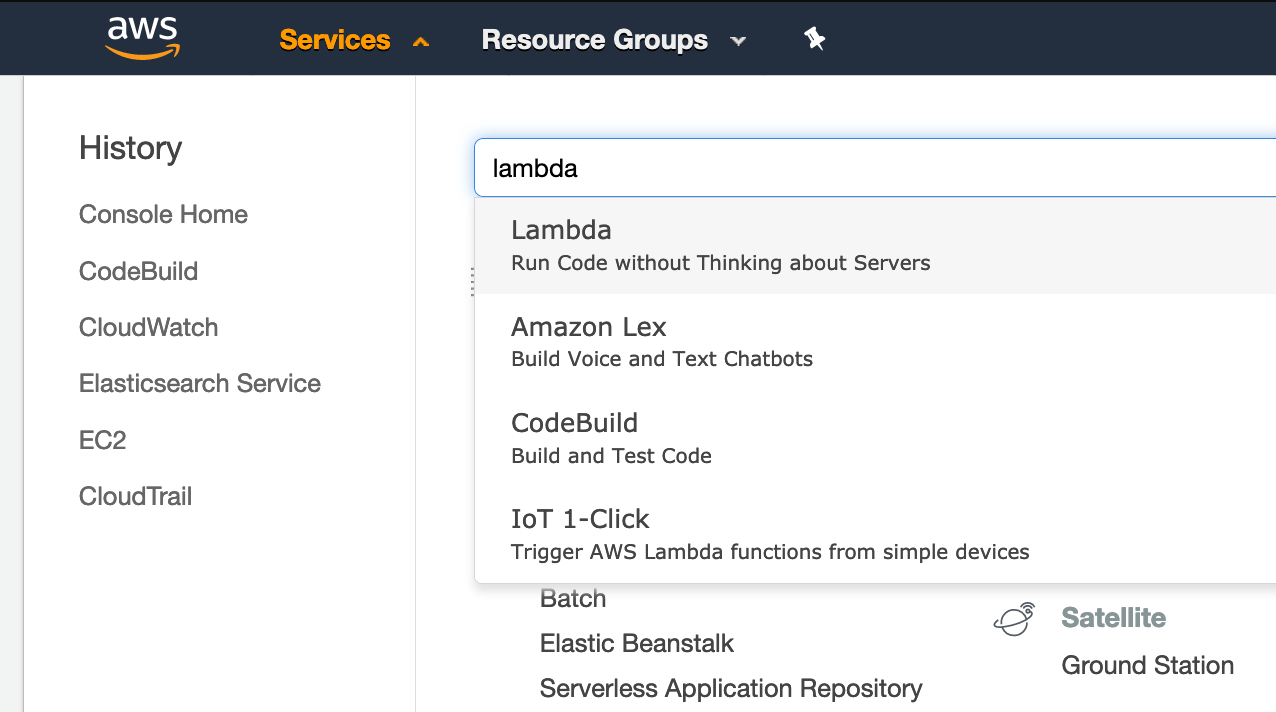 aws
Services
Resource Groups
History
Console Home
CodeBuild
CloudWatch
Elasticsearch Service
EC2
CloudTrail
lambda
Lambda
Run Code without Thinking about Servers
Amazon Lex
Build Voice and Text Chatbots
CodeBuild
Build and Test Code
IoT 1-Click
Trigger AWS Lambda functions from simple devices
Batch
Elastic Beanstalk
Serverless Application Repository
Satellite
Ground Station